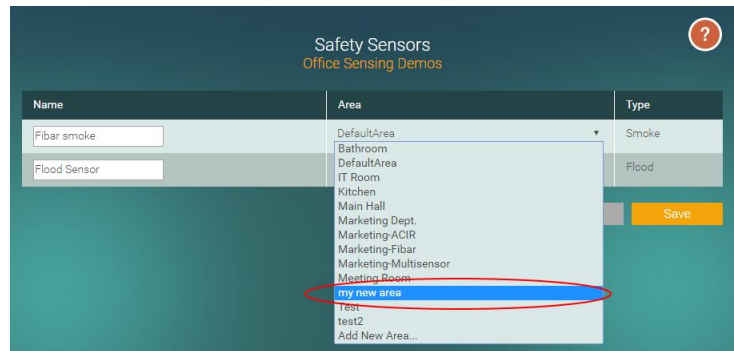 ?
Safety Sensors
Office Sensing Demos
Name Area Type
Fibar smoke DefaultArea Smoke
Flood Sensor Flood
Bathroom
DefaultArea
IT Room
Kitchen
Main Hall
Marketing Dept.
Marketing-ACIR
Marketing-Fibar
Marketing-Multisensor
Meeting Room
my new area
Test
test2
Add New Area...
Save